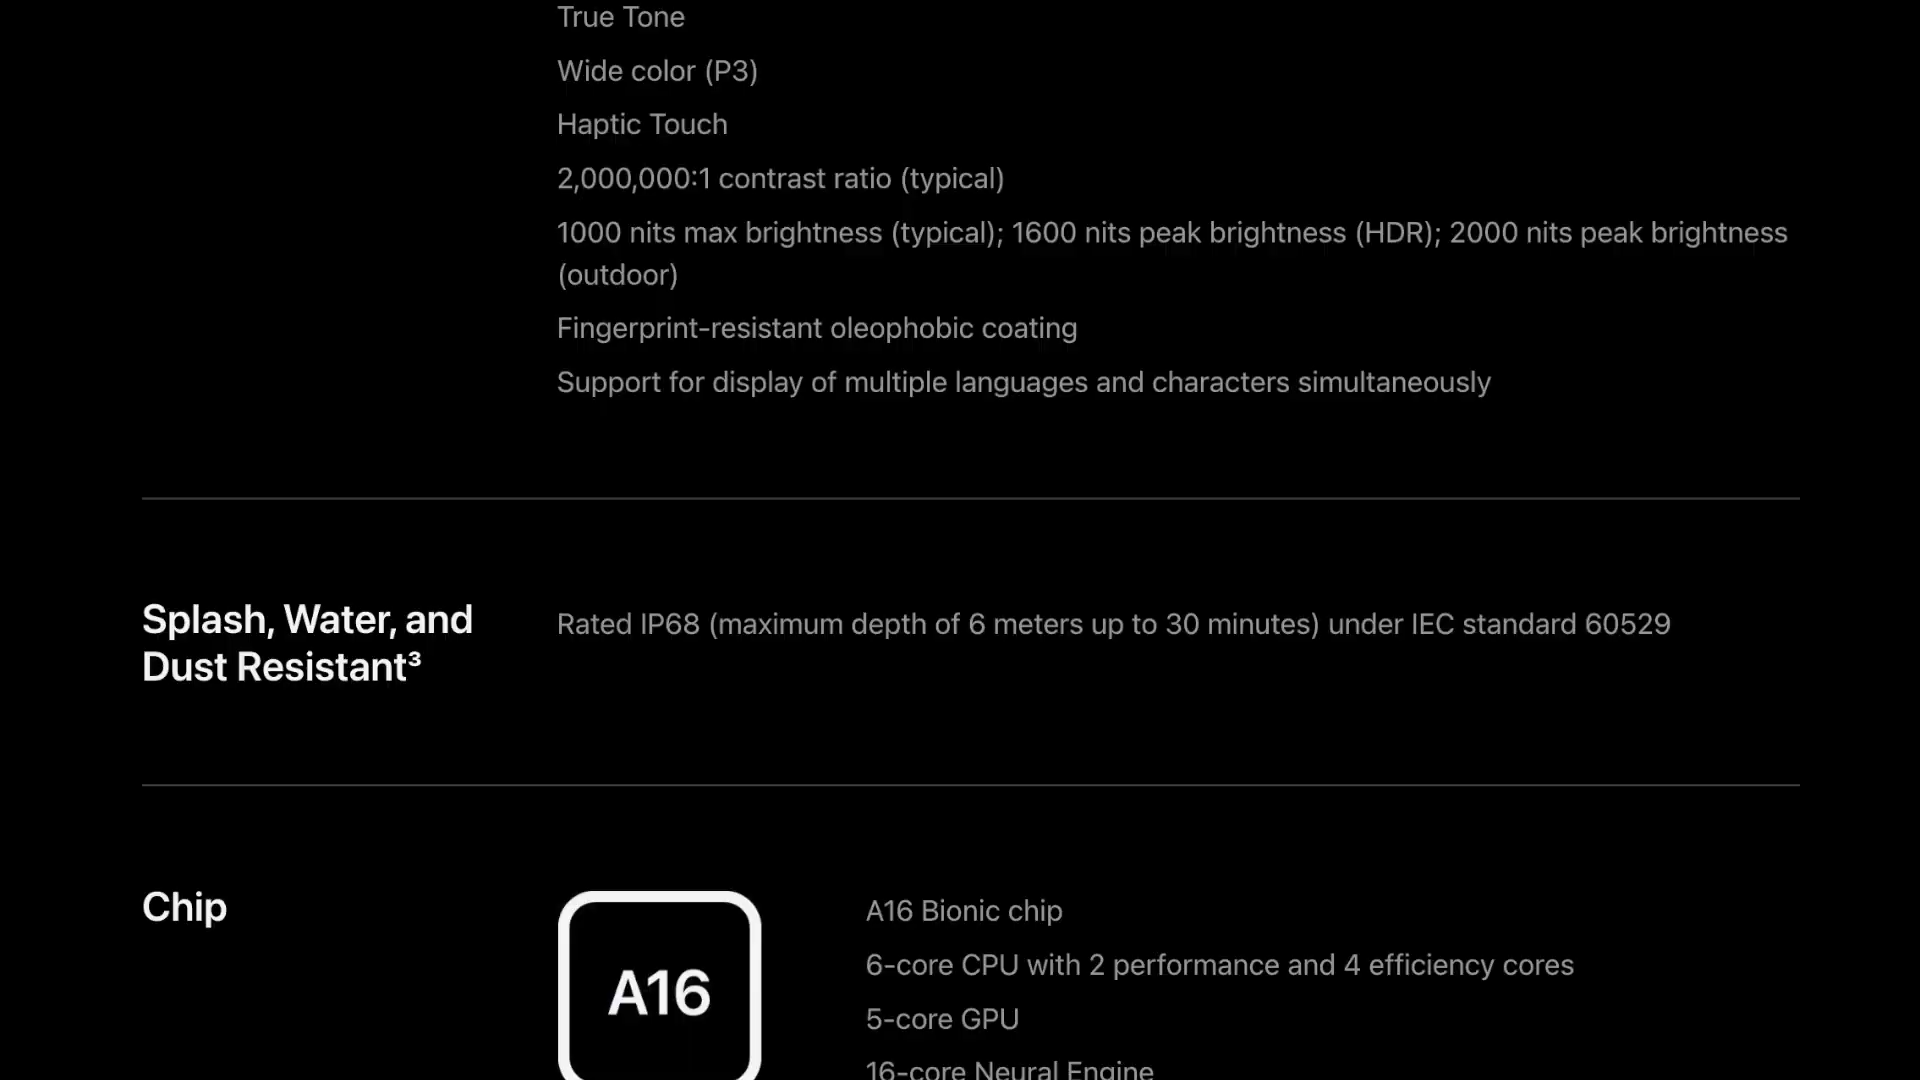 True Tone
Wide color (P3)
Haptic Touch
2,000,000:1 contrast ratio (typical)
1000 nits max brightness (typical); 1600 nits peak brightness (HDR); 2000 nits peak brightness
(outdoor)
Fingerprint-resistant oleophobic coating
Support for display of multiple languages and characters simultaneously
Splash, Water, and
Dust Resistant³
Rated IP68 (maximum depth of 6 meters up to 30 minutes) under IEC standard 60529
Chip
A16
A16 Bionic chip
6-core CPU with 2 performance and 4 efficiency cores
5-core GPU
16-core Neural Engine